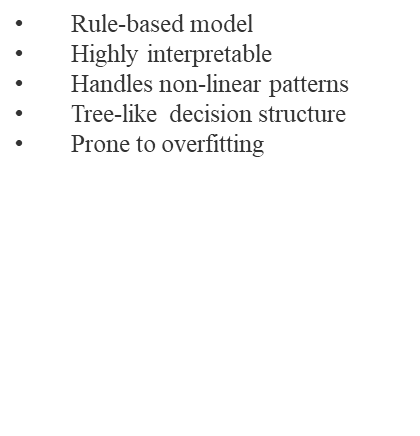 • Rule-based model
• Highly interpretable
• Handles non-linear patterns
• Tree-like decision structure
• Prone to overfitting